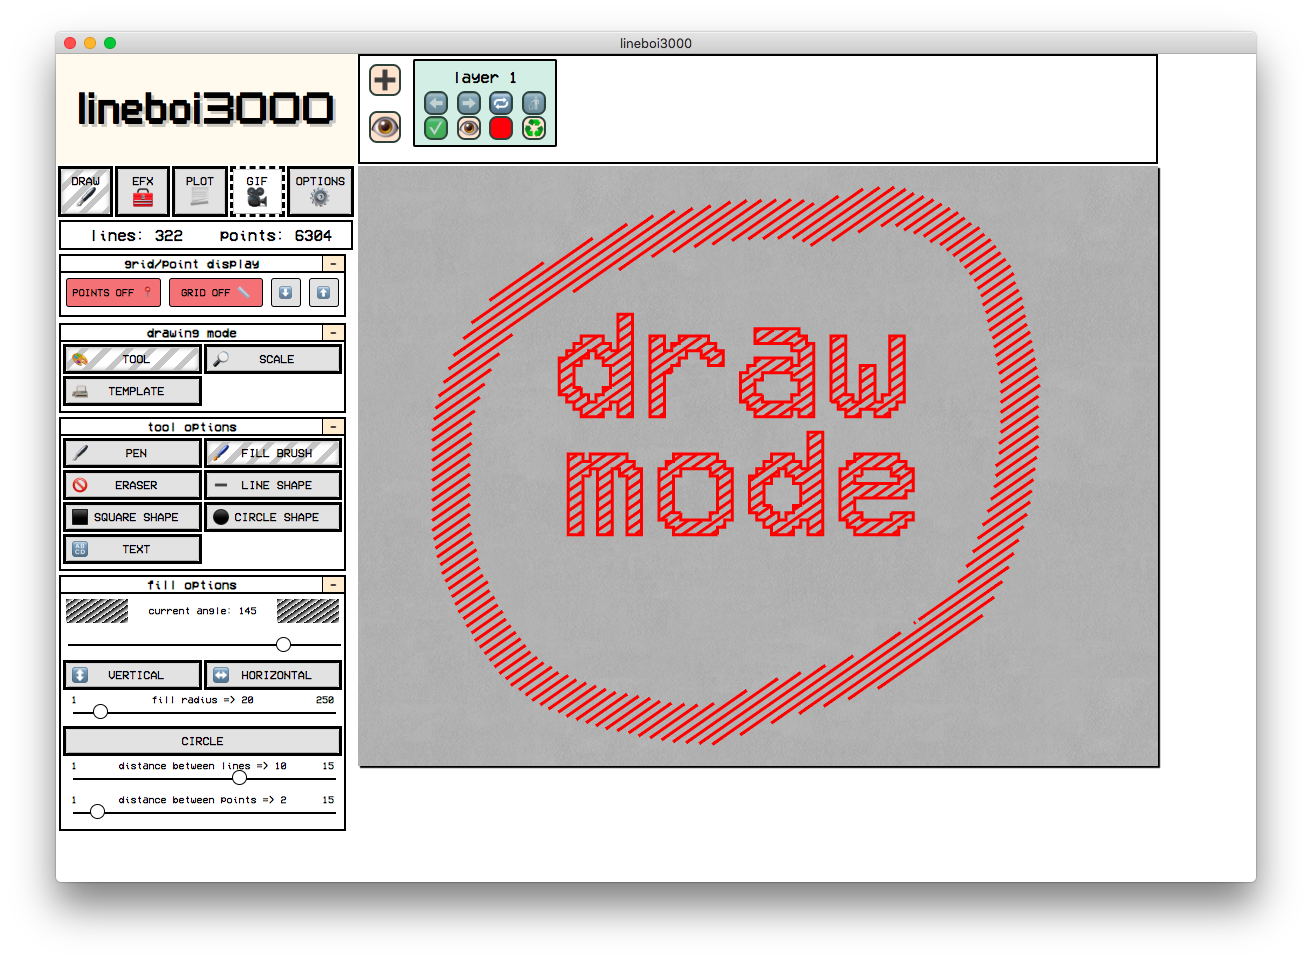 lineboi3000
lineboi3000
layer 1
DRAW EFX PLOT GIF OPTIONS
lines: 322 points: 6304
grid/point display -
POINTS OFF GRID OFF
drawing mode -
TOOL SCALE
TEMPLATE
tool options -
PEN FILL BRUSH
ERASER LINE SHAPE
SQUARE SHAPE CIRCLE SHAPE
TEXT
fill options -
current angle: 145
VERTICAL HORIZONTAL
1 fill radius => 20 250
CIRCLE
1 distance between lines => 10 15
1 distance between points => 2 15
draw
mode